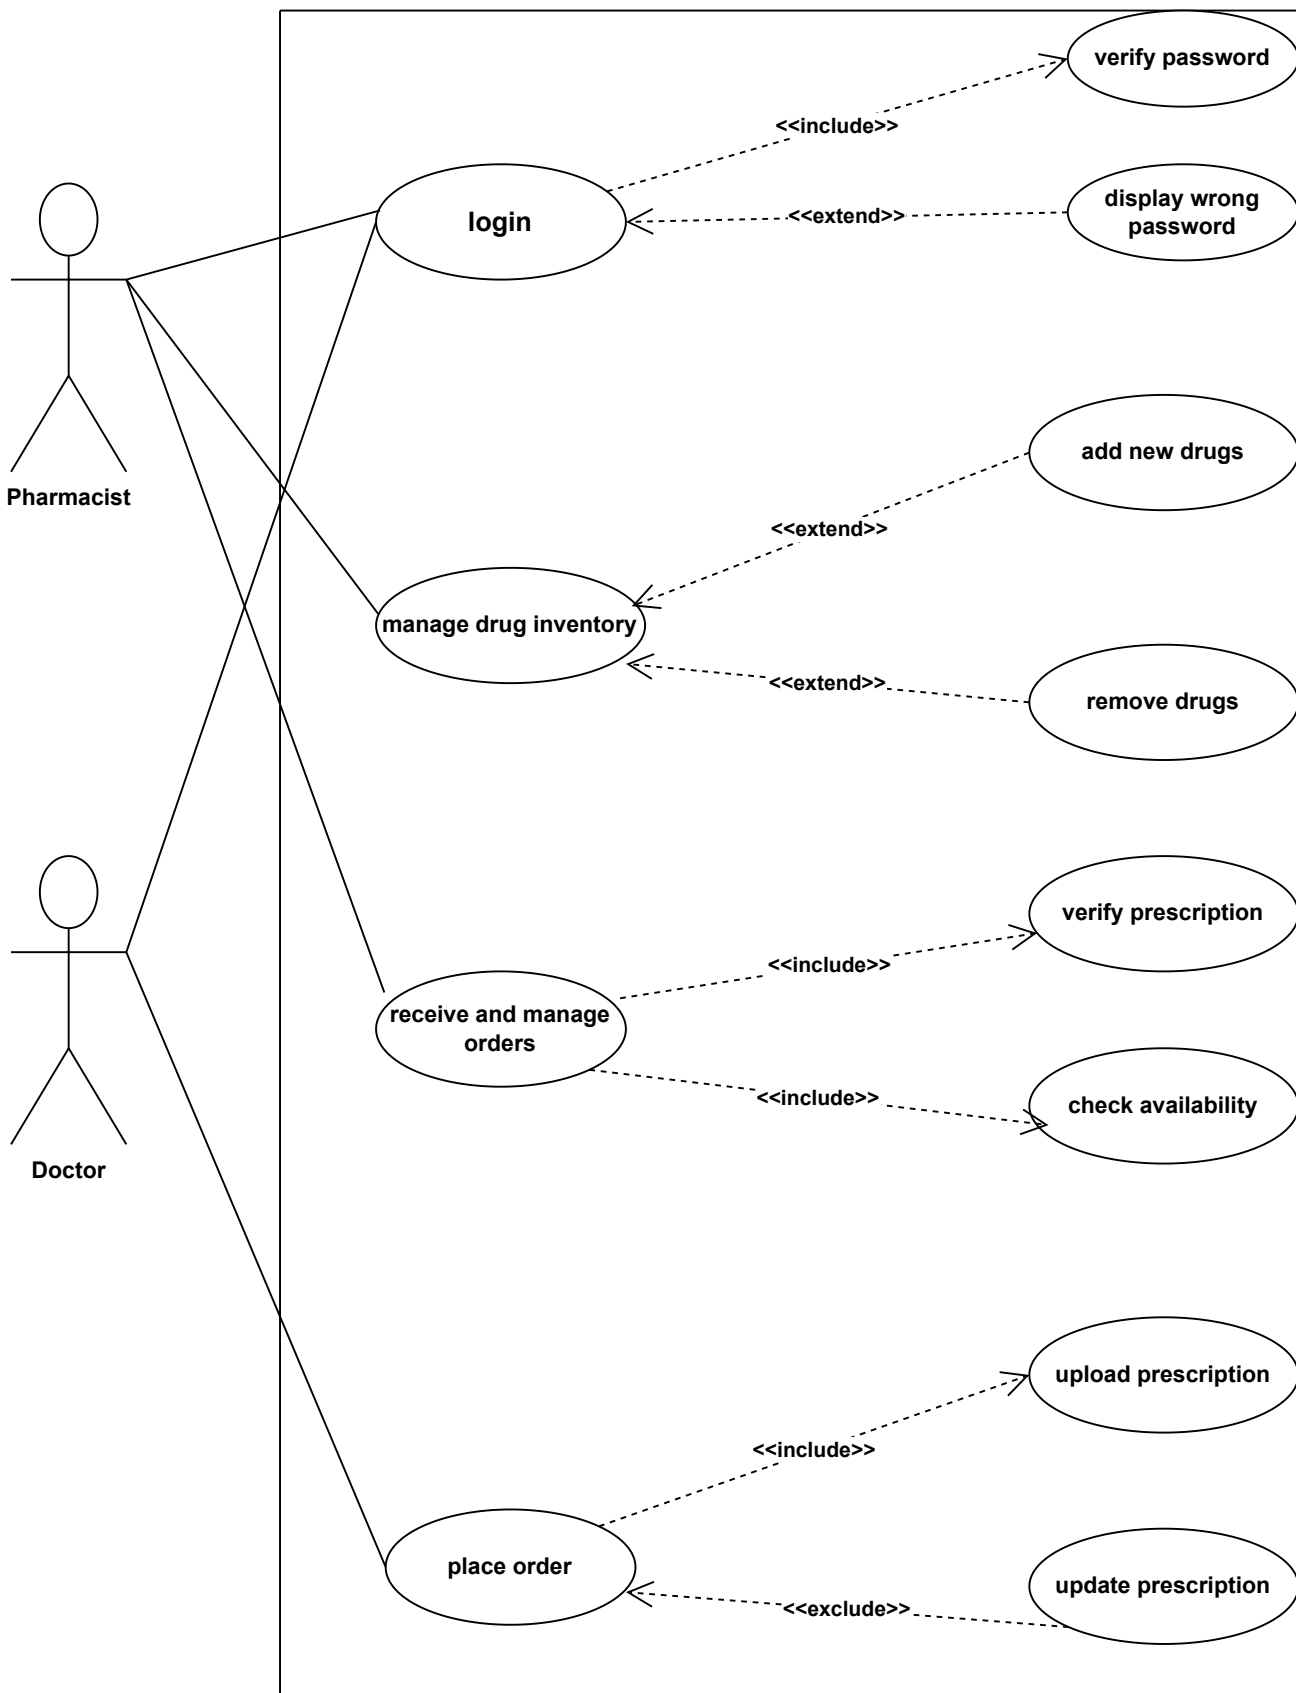 verify password
<<include>>
login
<<extend>>
display wrong
password
Pharmacist
add new drugs
<<extend>>
manage drug inventory
<<extend>>
remove drugs
verify prescription
<<include>>
receive and manage
orders
<<include>>
check availability
Doctor
upload prescription
<<include>>
place order
<<exclude>>
update prescription